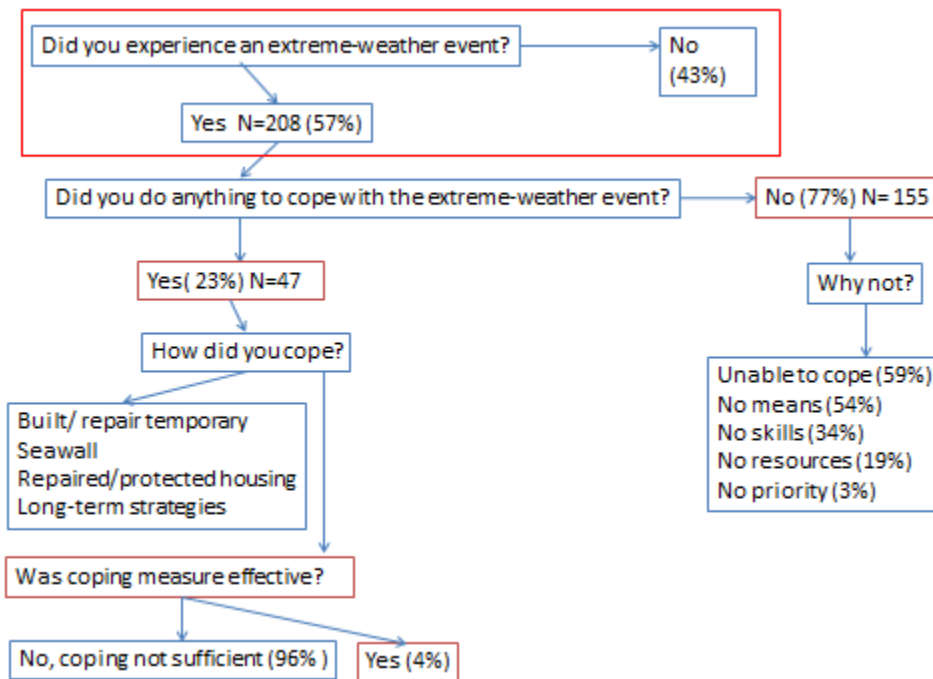 Did you experience an extreme-weather event?
No
(43%)
Yes N=208 (57%)
Did you do anything to cope with the extreme-weather event?
No (77%) N= 155
Yes( 23%) N=47
Why not?
How did you cope?
Unable to cope (59%)
No means (54%)
No skills (34%)
No resources (19%)
No priority (3%)
Built/ repair temporary
Seawall
Repaired/protected housing
Long-term strategies
Was coping measure effective?
No, coping not sufficient (96% )
Yes (4%)